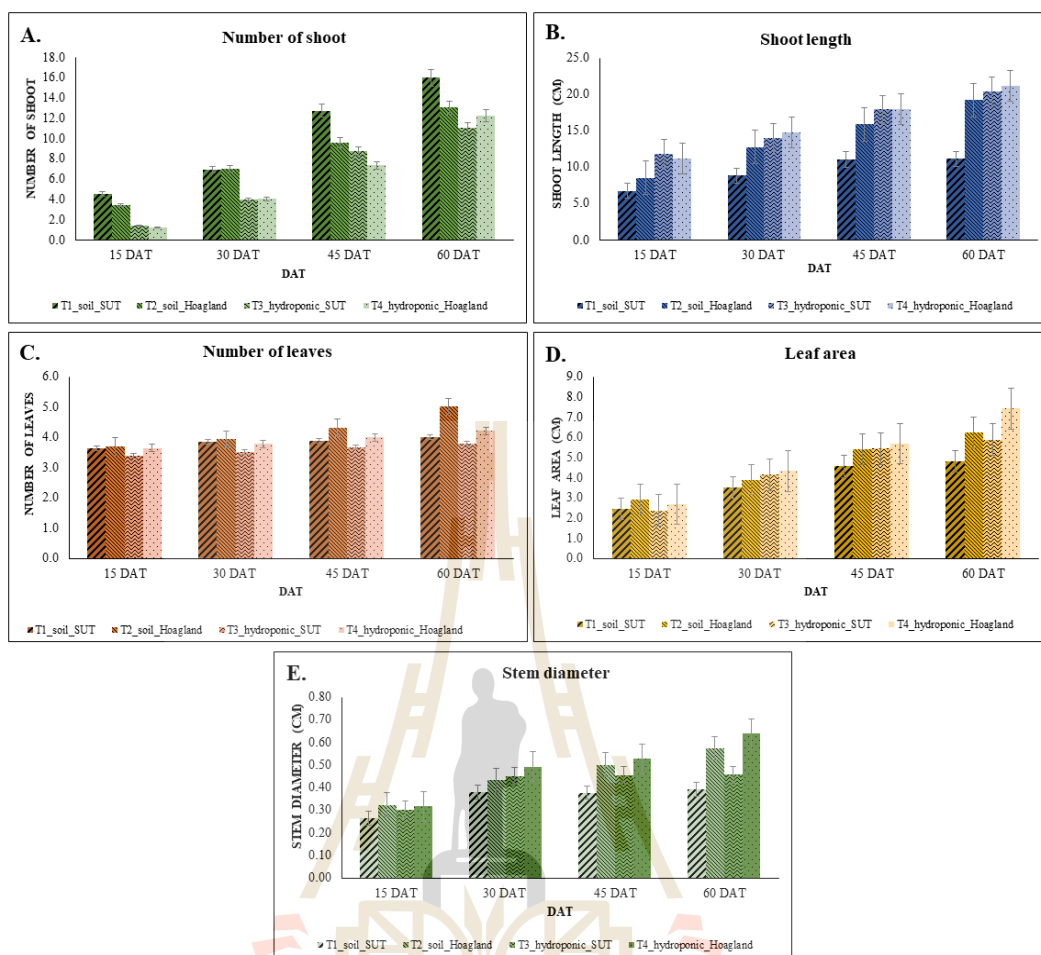 A.
Number of shoot
NUMBER OF SHOOT
18.0
16.0
14.0
12.0
10.0
8.0
6.0
4.0
2.0
0.0
15 DAT 30 DAT 45 DAT 60 DAT
DAT
T1_soil_SUT T2_soil_Hoagland T3_hydroponic_SUT T4_hydroponic_Hoagland
B.
Shoot length
SHOOT LENGTH (CM)
25.0
20.0
15.0
10.0
5.0
0.0
15 DAT 30 DAT 45 DAT 60 DAT
DAT
T1_soil_SUT T2_soil_Hoagland T3_hydroponic_SUT T4_hydroponic_Hoagland
C.
Number of leaves
NUMBER OF LEAVES
6.0
5.0
4.0
3.0
2.0
1.0
0.0
15 DAT 30 DAT 45 DAT 60 DAT
DAT
T1_soil_SUT T2_soil_Hoagland T3_hydroponic_SUT T4_hydroponic_Hoagland
D.
Leaf area
LEAF AREA (CM)
9.0
8.0
7.0
6.0
5.0
4.0
3.0
2.0
1.0
0.0
15 DAT 30 DAT 45 DAT 60 DAT
DAT
T1_soil_SUT T2_soil_Hoagland T3_hydroponic_SUT T4_hydroponic_Hoagland
E.
Stem diameter
STEM DIAMETER (CM)
0.80
0.70
0.60
0.50
0.40
0.30
0.20
0.10
0.00
15 DAT 30 DAT 45 DAT 60 DAT
DAT
T1_soil_SUT T2_soil_Hoagland T3_hydroponic_SUT T4_hydroponic_Hoagland